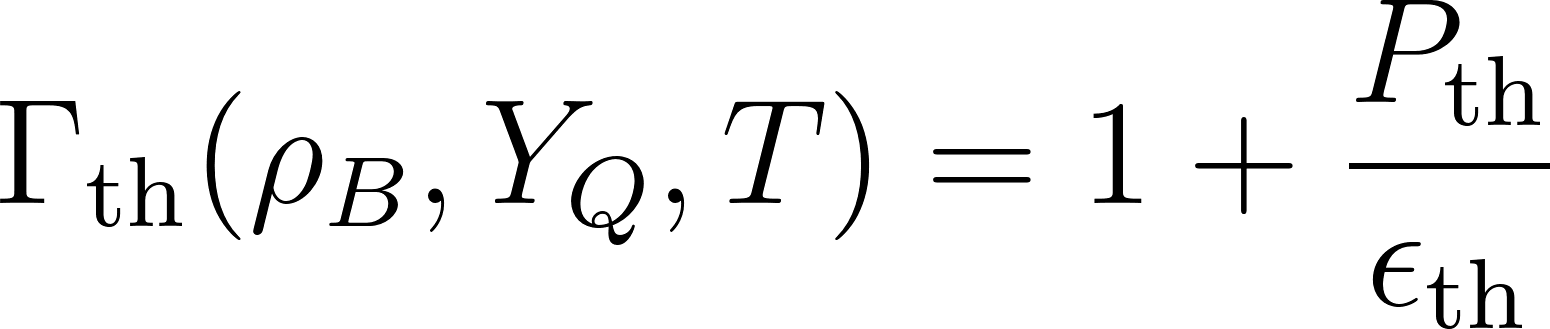 Γ_th(ρ_B, Y_Q, T) = 1 + P_th/ϵ_th